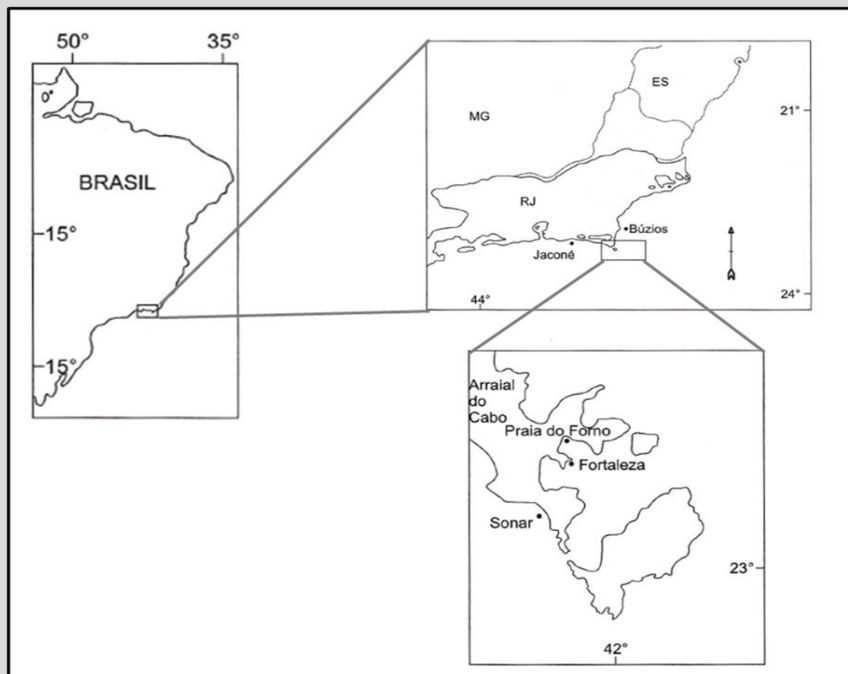 50°
35°
0°
BRASIL
15°
15°
ES
MG
21°
RJ
Búzios
Jaconé
44°
24°
Arraial
do
Cabo
Praia do Forno
Fortaleza
Sonar
23°
42°